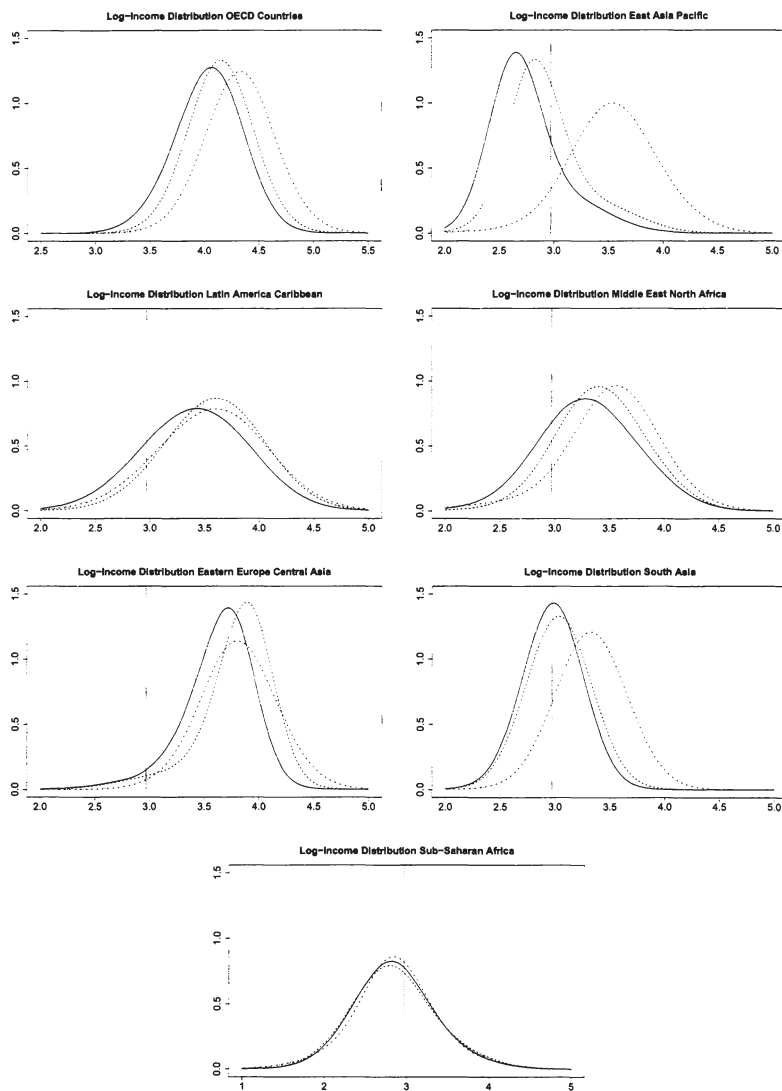 Log-Income Distribution OECD Countries
1.5
1.0
0.5
0.0
2.5 3.0 3.5 4.0 4.5 5.0 5.5
Log-Income Distribution East Asia Pacific
1.5
1.0
0.5
0.0
2.0 2.5 3.0 3.5 4.0 4.5 5.0
Log-Income Distribution Latin America Caribbean
1.5
1.0
0.5
0.0
2.0 2.5 3.0 3.5 4.0 4.5 5.0
Log-Income Distribution Middle East North Africa
1.5
1.0
0.5
0.0
2.0 2.5 3.0 3.5 4.0 4.5 5.0
Log-Income Distribution Eastern Europe Central Asia
1.5
1.0
0.5
0.0
2.0 2.5 3.0 3.5 4.0 4.5 5.0
Log-Income Distribution South Asia
1.5
1.0
0.5
0.0
2.0 2.5 3.0 3.5 4.0 4.5 5.0
Log-Income Distribution Sub-Saharan Africa
1.5
1.0
0.5
0.0
1 2 3 4 5